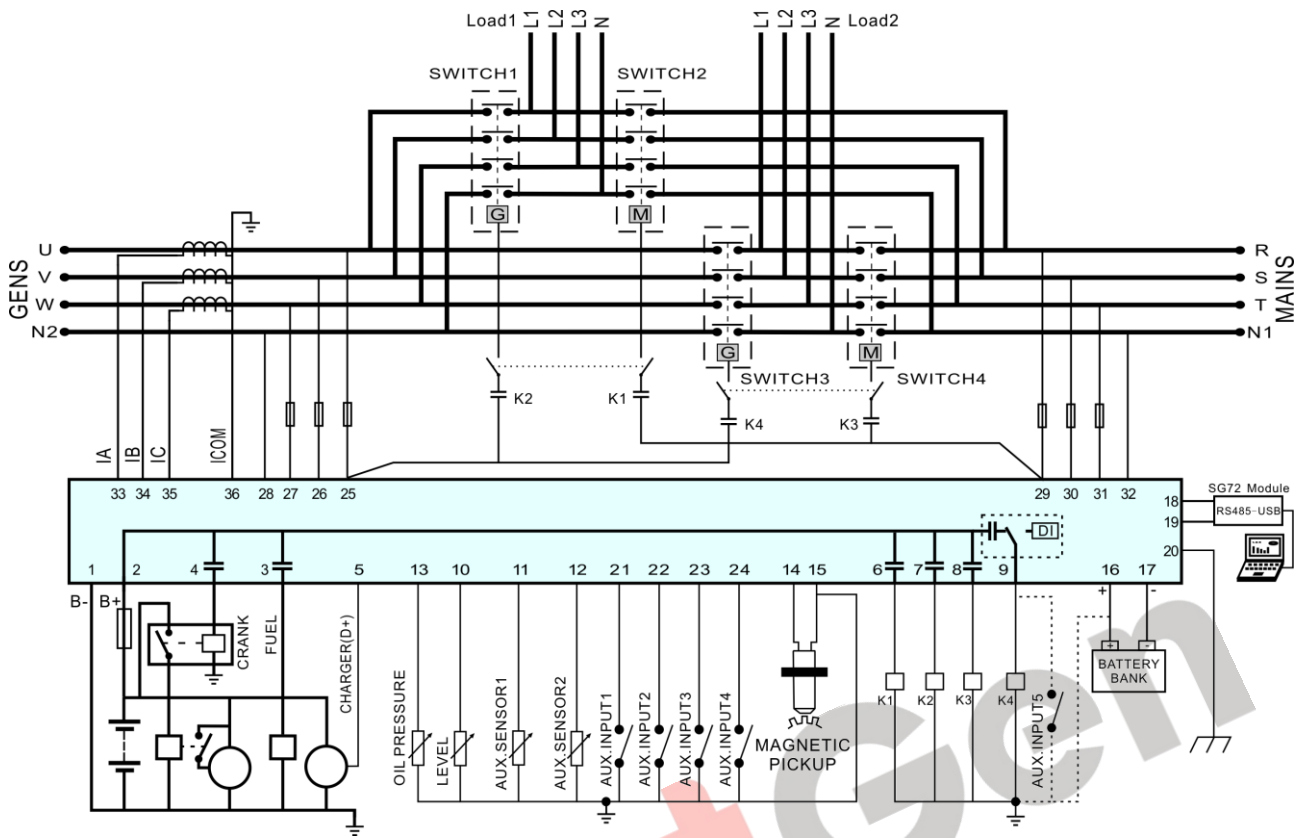 Load1 L1 L2 L3 N L1 L2 L3 N Load2
SWITCH1 SWITCH2
G M
GENS
U
V
W
N2
R
S
T
N1
MAINS
G M
SWITCH3 SWITCH4
K2 K1
K4 K3
IA IB IC ICOM
33 34 35 36 28 27 26 25 29 30 31 32
SG72 Module
18 RS485-USB
19
20
DI
1 2 4 3 5 13 10 11 12 21 22 23 24 14 15 6 7 8 9 16 17
B- B+ + -
CRANK
FUEL
CHARGER(D+)
OIL PRESSURE
LEVEL
AUX.SENSOR1
AUX.SENSOR2
AUX.INPUT1
AUX.INPUT2
AUX.INPUT3
AUX.INPUT4
MAGNETIC
PICKUP
K1 K2 K3 K4
AUX.INPUT5
+ -
BATTERY
BANK
Gen